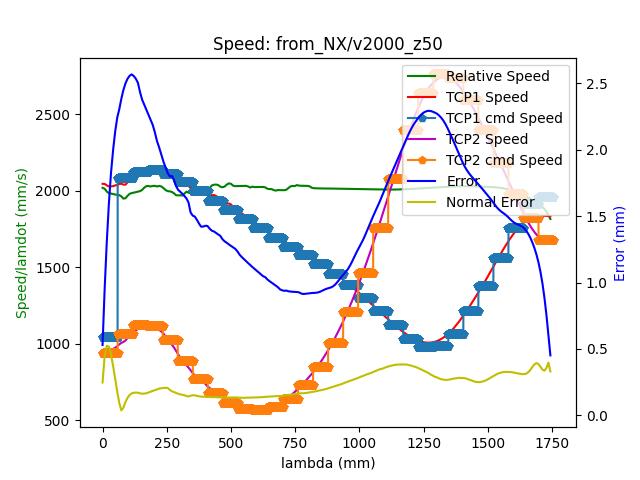 Speed: from_NX/v2000_z50
Relative Speed
TCP1 Speed
TCP1 cmd Speed
TCP2 Speed
TCP2 cmd Speed
Error
Normal Error
Speed/lamdot (mm/s)
2500
2000
1500
1000
500
Error (mm)
2.5
2.0
1.5
1.0
0.5
0.0
0 250 500 750 1000 1250 1500 1750
lambda (mm)